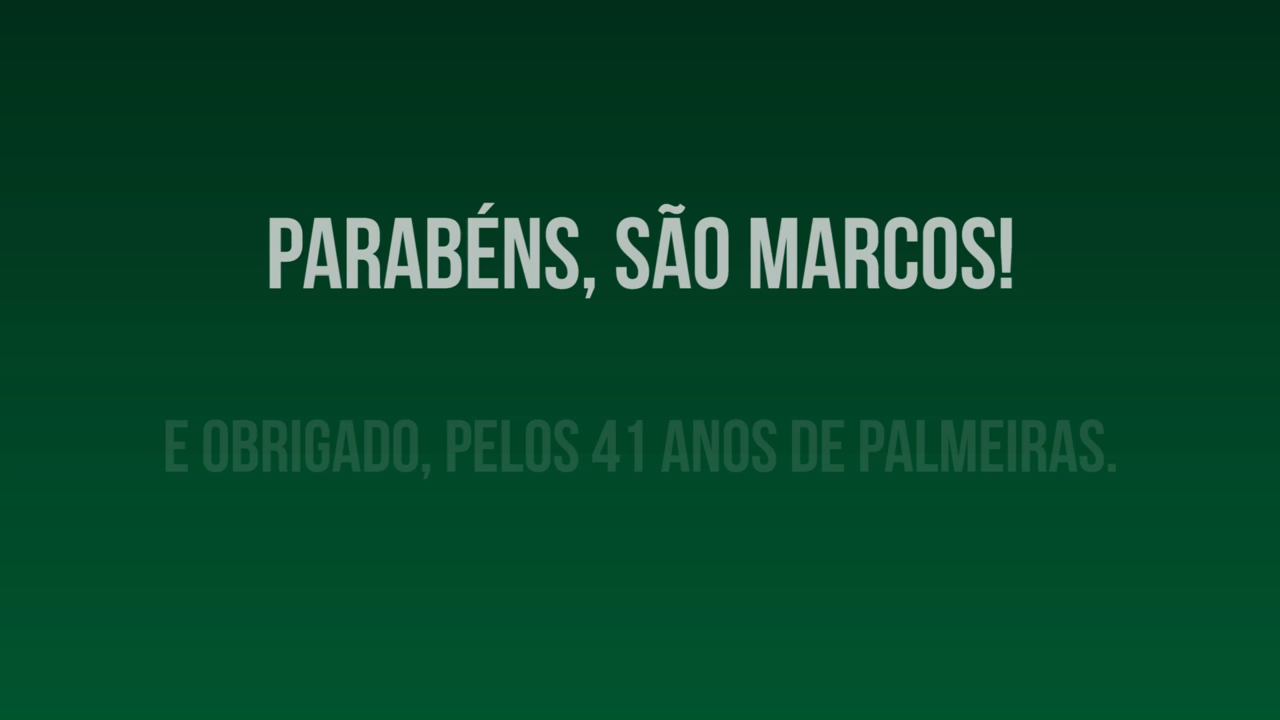 PARABÉNS, SÃO MARCOS!
E OBRIGADO, PELOS 41 ANOS DE PALMEIRAS.